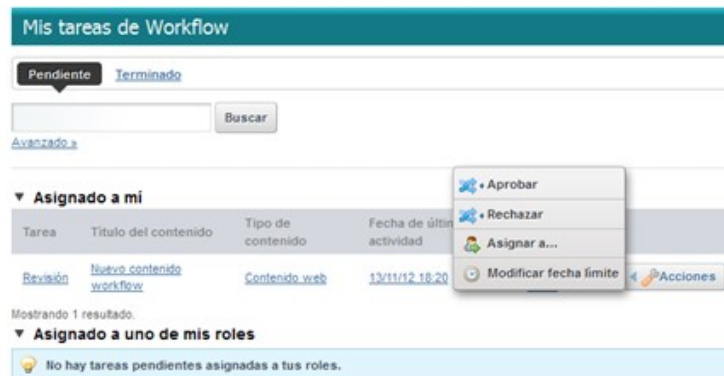 Mis tareas de Workflow
Pendiente Terminado
Buscar
Avanzado »
Aprobar
▼ Asignado a mí
Rechazar
Tarea Título del contenido Tipo de contenido Fecha de últim actividad
Asignar a...
Revisión Nuevo contenido workflow Contenido web 13/11/12 18:20
Modificar fecha límite
Acciones
Mostrando 1 resultado.
▼ Asignado a uno de mis roles
No hay tareas pendientes asignadas a tus roles.